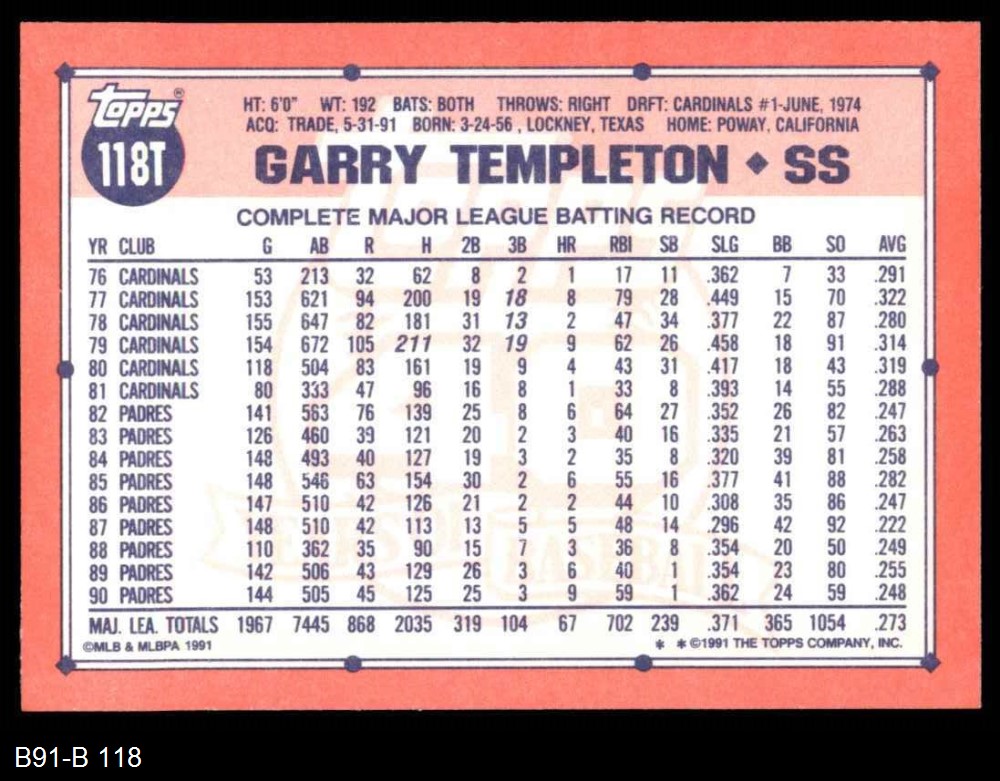 topps®
118T
HT: 6'0" WT: 192 BATS: BOTH THROWS: RIGHT DRFT: CARDINALS #1-JUNE, 1974
ACQ: TRADE, 5-31-91 BORN: 3-24-56 , LOCKNEY, TEXAS HOME: POWAY, CALIFORNIA
GARRY TEMPLETON ◆ SS
COMPLETE MAJOR LEAGUE BATTING RECORD
YR CLUB G AB R H 2B 3B HR RBI SB SLG BB SO AVG
76 CARDINALS 53 213 32 62 8 2 1 17 11 .362 7 33 .291
77 CARDINALS 153 621 94 200 19 18 8 79 28 .449 15 70 .322
78 CARDINALS 155 647 82 181 31 13 2 47 34 .377 22 87 .280
79 CARDINALS 154 672 105 211 32 19 9 62 26 .458 18 91 .314
80 CARDINALS 118 504 83 161 19 9 4 43 31 .417 18 43 .319
81 CARDINALS 80 333 47 96 16 8 1 33 8 .393 14 55 .288
82 PADRES 141 563 76 139 25 8 6 64 27 .352 26 82 .247
83 PADRES 126 460 39 121 20 2 3 40 16 .335 21 57 .263
84 PADRES 148 493 40 127 19 3 2 35 8 .320 39 81 .258
85 PADRES 148 546 63 154 30 2 6 55 16 .377 41 88 .282
86 PADRES 147 510 42 126 21 2 2 44 10 .308 35 86 .247
87 PADRES 148 510 42 113 13 5 5 48 14 .296 42 92 .222
88 PADRES 110 362 35 90 15 7 3 36 8 .354 20 50 .249
89 PADRES 142 506 43 129 26 3 6 40 1 .354 23 80 .255
90 PADRES 144 505 45 125 25 3 9 59 1 .362 24 59 .248
MAJ. LEA. TOTALS 1967 7445 868 2035 319 104 67 702 239 .371 365 1054 .273
©MLB & MLBPA 1991 * * ©1991 THE TOPPS COMPANY, INC.
B91-B 118